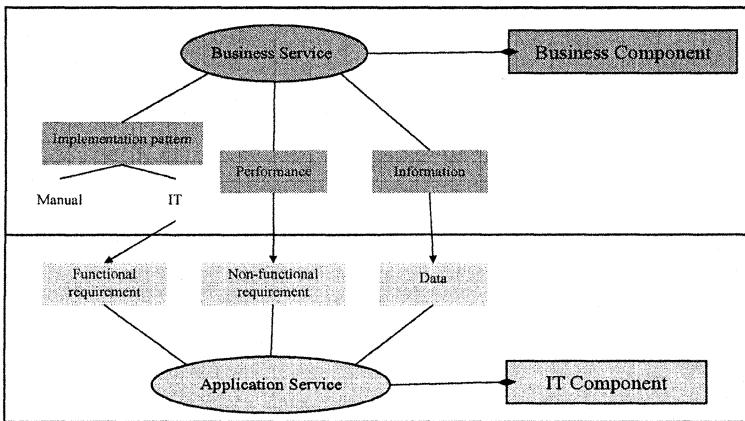 Business Service
Business Component
Implementation pattern
Performance
Information
Manual
IT
Functional
requirement
Non-functional
requirement
Data
Application Service
IT Component